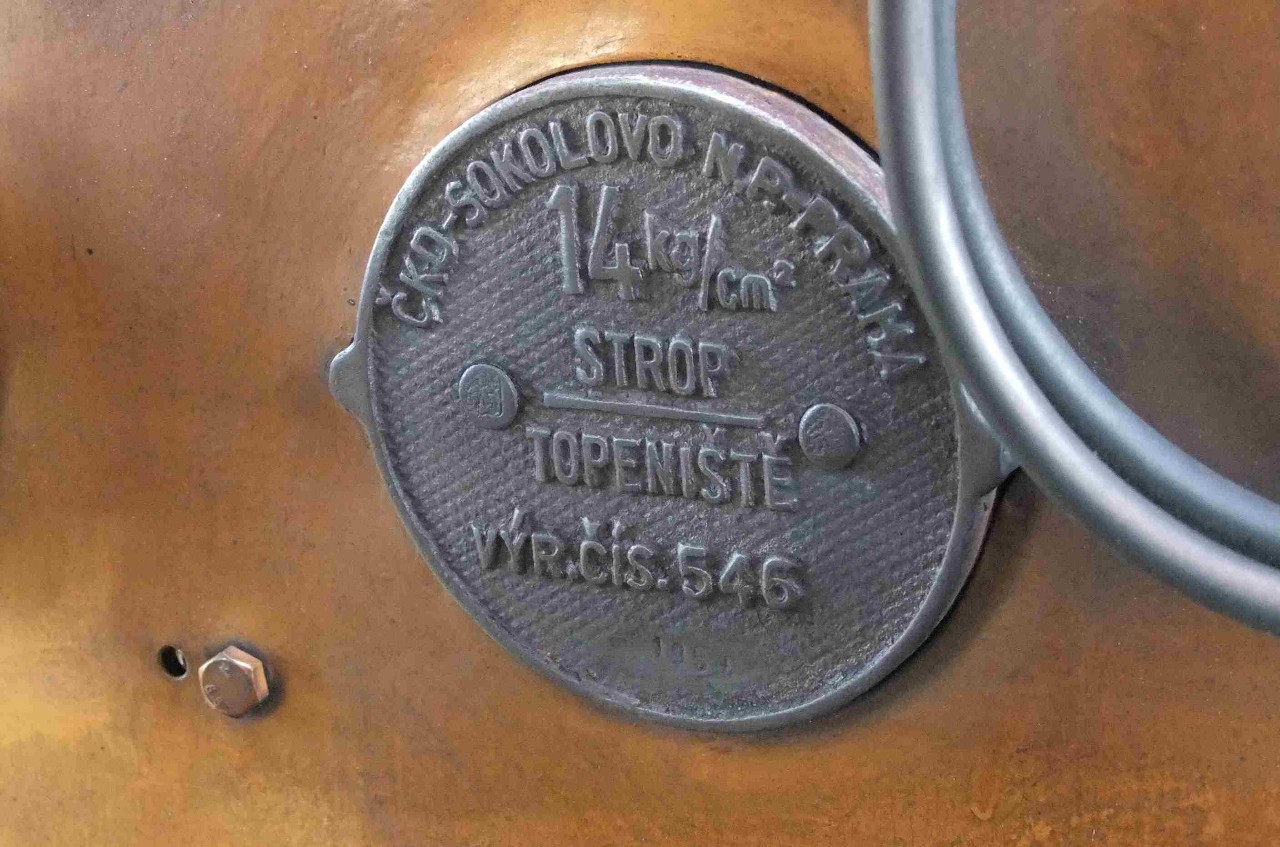 ČKD-SOKOLOVO N.P.-PRAHA
14 kg/cm²
STROP
TOPENIŠTĚ
VÝR.ČÍS. 546